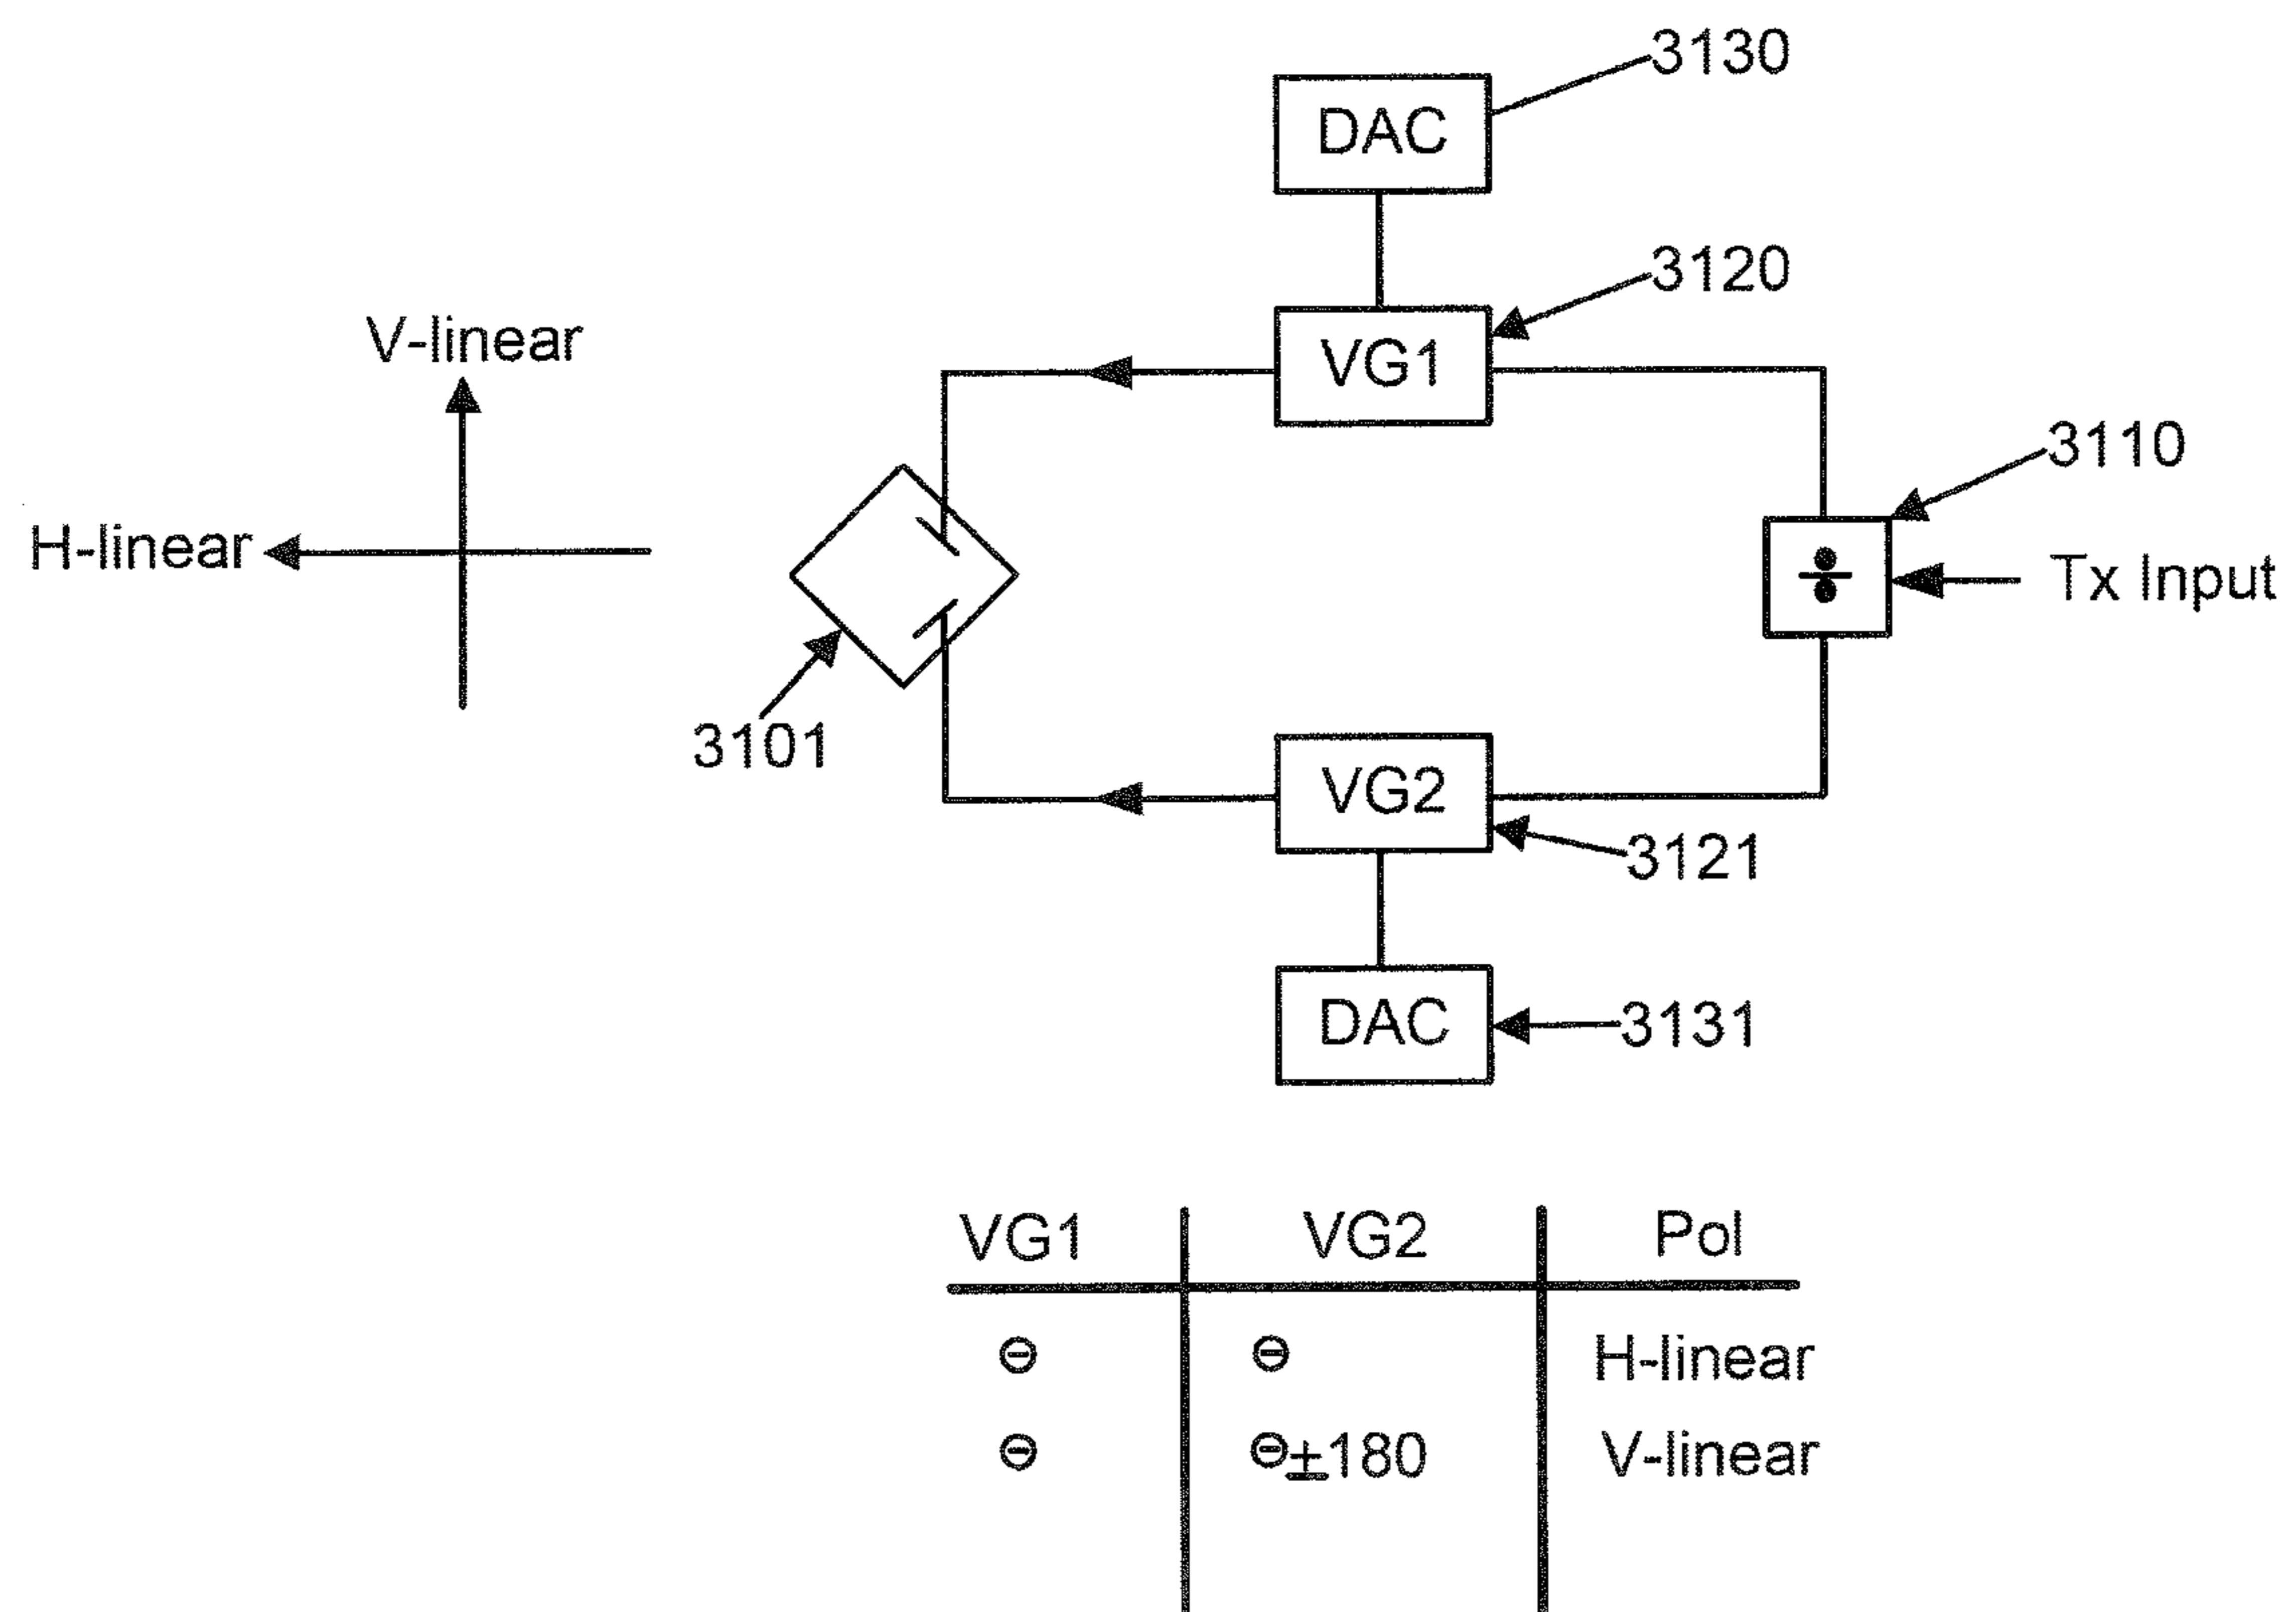 3130
DAC
3120
VG1
V-linear
3110
H-linear
÷
Tx Input
3101
VG2
3121
DAC
3131
VG1 VG2 Pol
Θ Θ H-linear
Θ Θ±180 V-linear